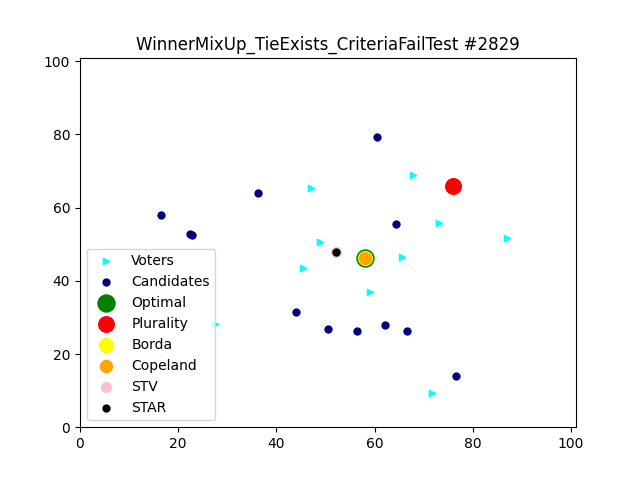 WinnerMixUp_TieExists_CriteriaFailTest #2829
100
80
60
40
20
0
Voters
Candidates
Optimal
Plurality
Borda
Copeland
STV
STAR
0 20 40 60 80 100